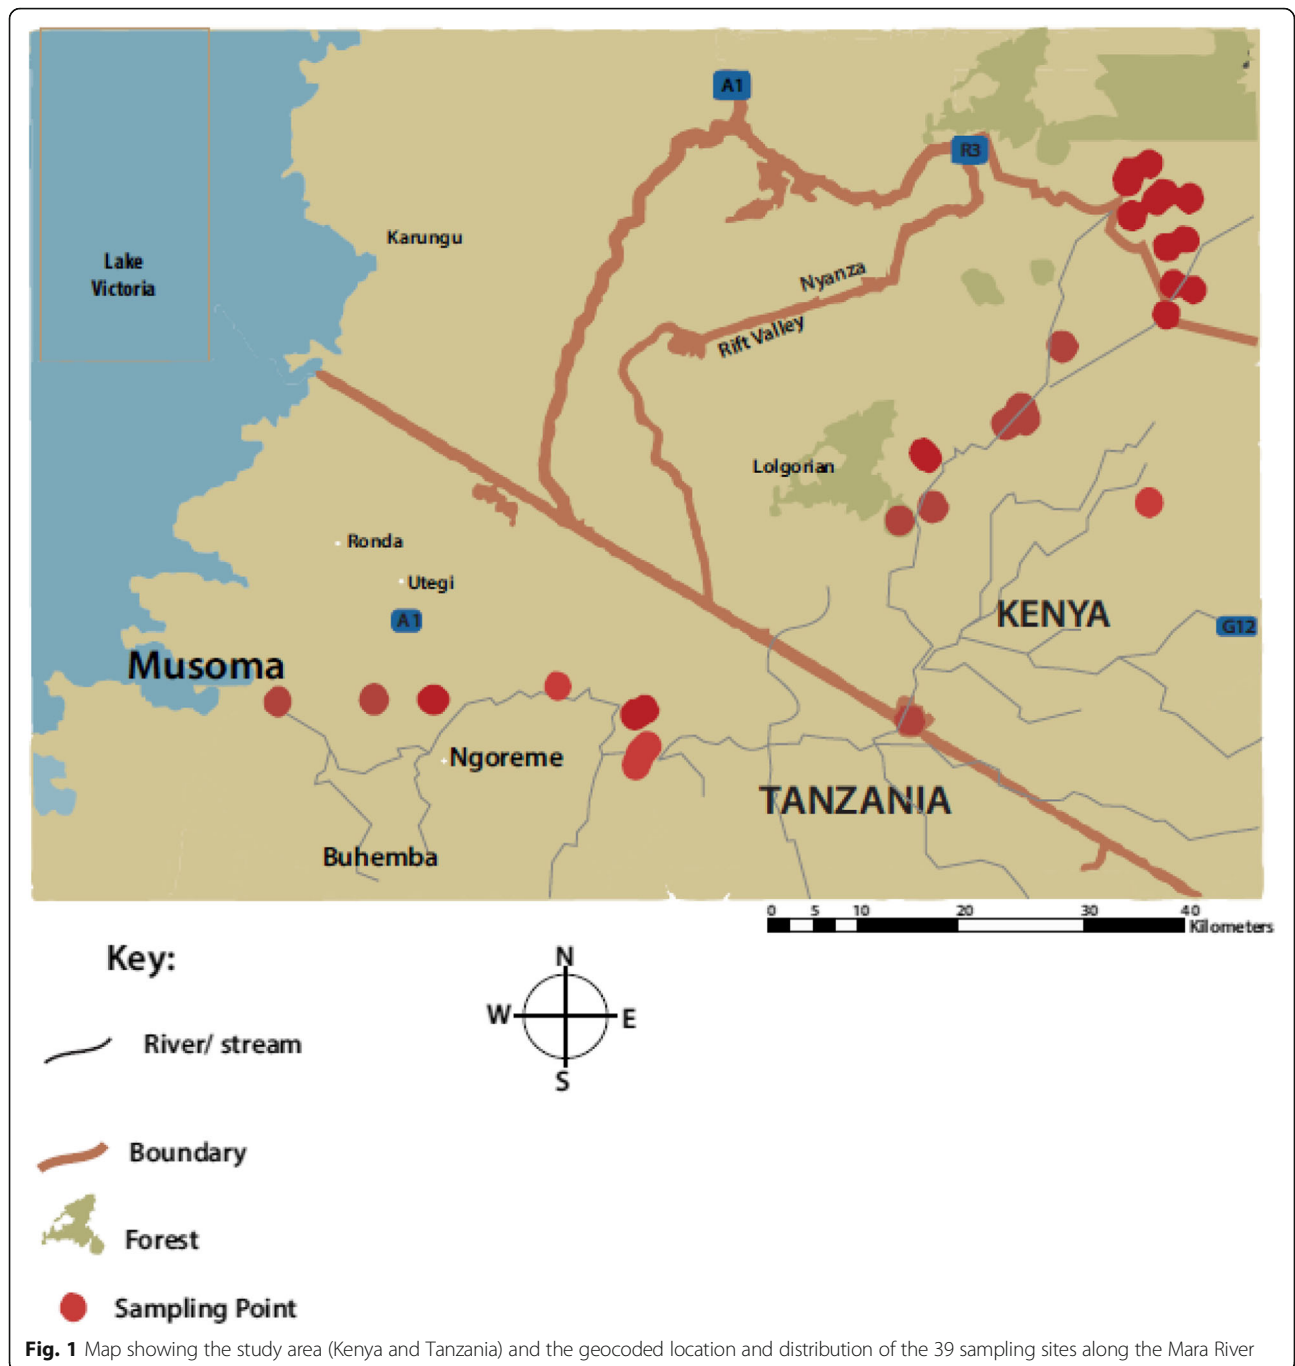 A1
R3
Karungu
Lake
Victoria
Nyanza
Rift Valley
Lolgorian
Ronda
Utegi
A1
KENYA
G12
Musoma
Ngoreme
TANZANIA
Buhemba
0 5 10 20 30 40
Kilometers
Key:
N
W E
S
River/ stream
Boundary
Forest
Sampling Point
Fig. 1 Map showing the study area (Kenya and Tanzania) and the geocoded location and distribution of the 39 sampling sites along the Mara River